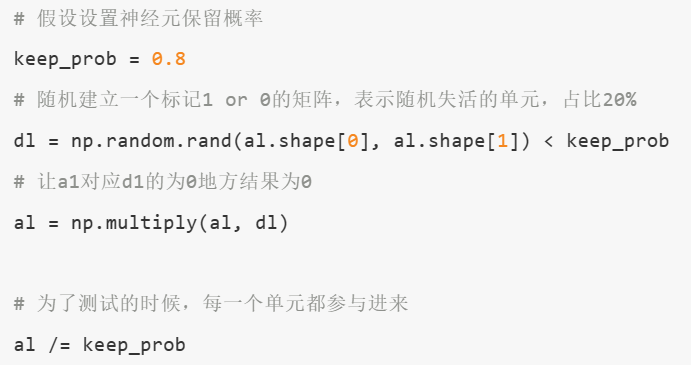 # 假设设置神经元保留概率
keep_prob = 0.8
# 随机建立一个标记1 or 0的矩阵，表示随机失活的单元，占比20%
dl = np.random.rand(al.shape[0], al.shape[1]) < keep_prob
# 让a1对应d1的为0地方结果为0
al = np.multiply(al, dl)
# 为了测试的时候，每一个单元都参与进来
al /= keep_prob